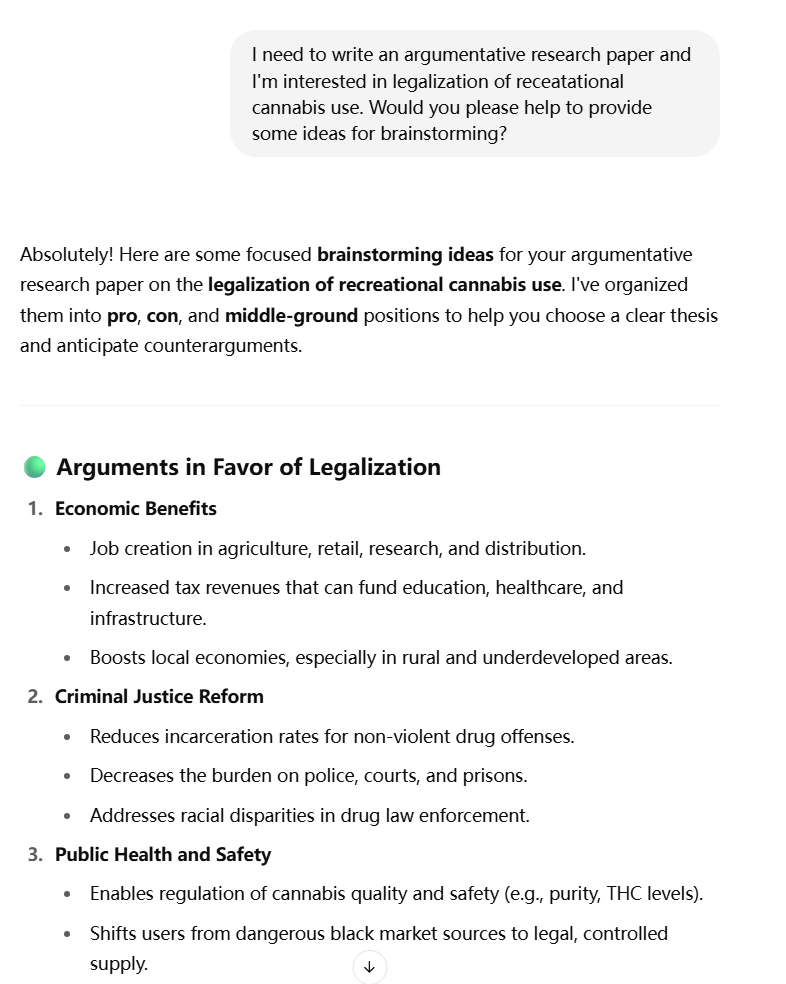 I need to write an argumentative research paper and
I'm interested in legalization of receatational
cannabis use. Would you please help to provide
some ideas for brainstorming?
Absolutely! Here are some focused brainstorming ideas for your argumentative
research paper on the legalization of recreational cannabis use. I've organized
them into pro, con, and middle-ground positions to help you choose a clear thesis
and anticipate counterarguments.
Arguments in Favor of Legalization
1. Economic Benefits
• Job creation in agriculture, retail, research, and distribution.
• Increased tax revenues that can fund education, healthcare, and
infrastructure.
• Boosts local economies, especially in rural and underdeveloped areas.
2. Criminal Justice Reform
• Reduces incarceration rates for non-violent drug offenses.
• Decreases the burden on police, courts, and prisons.
• Addresses racial disparities in drug law enforcement.
3. Public Health and Safety
• Enables regulation of cannabis quality and safety (e.g., purity, THC levels).
• Shifts users from dangerous black market sources to legal, controlled
supply.